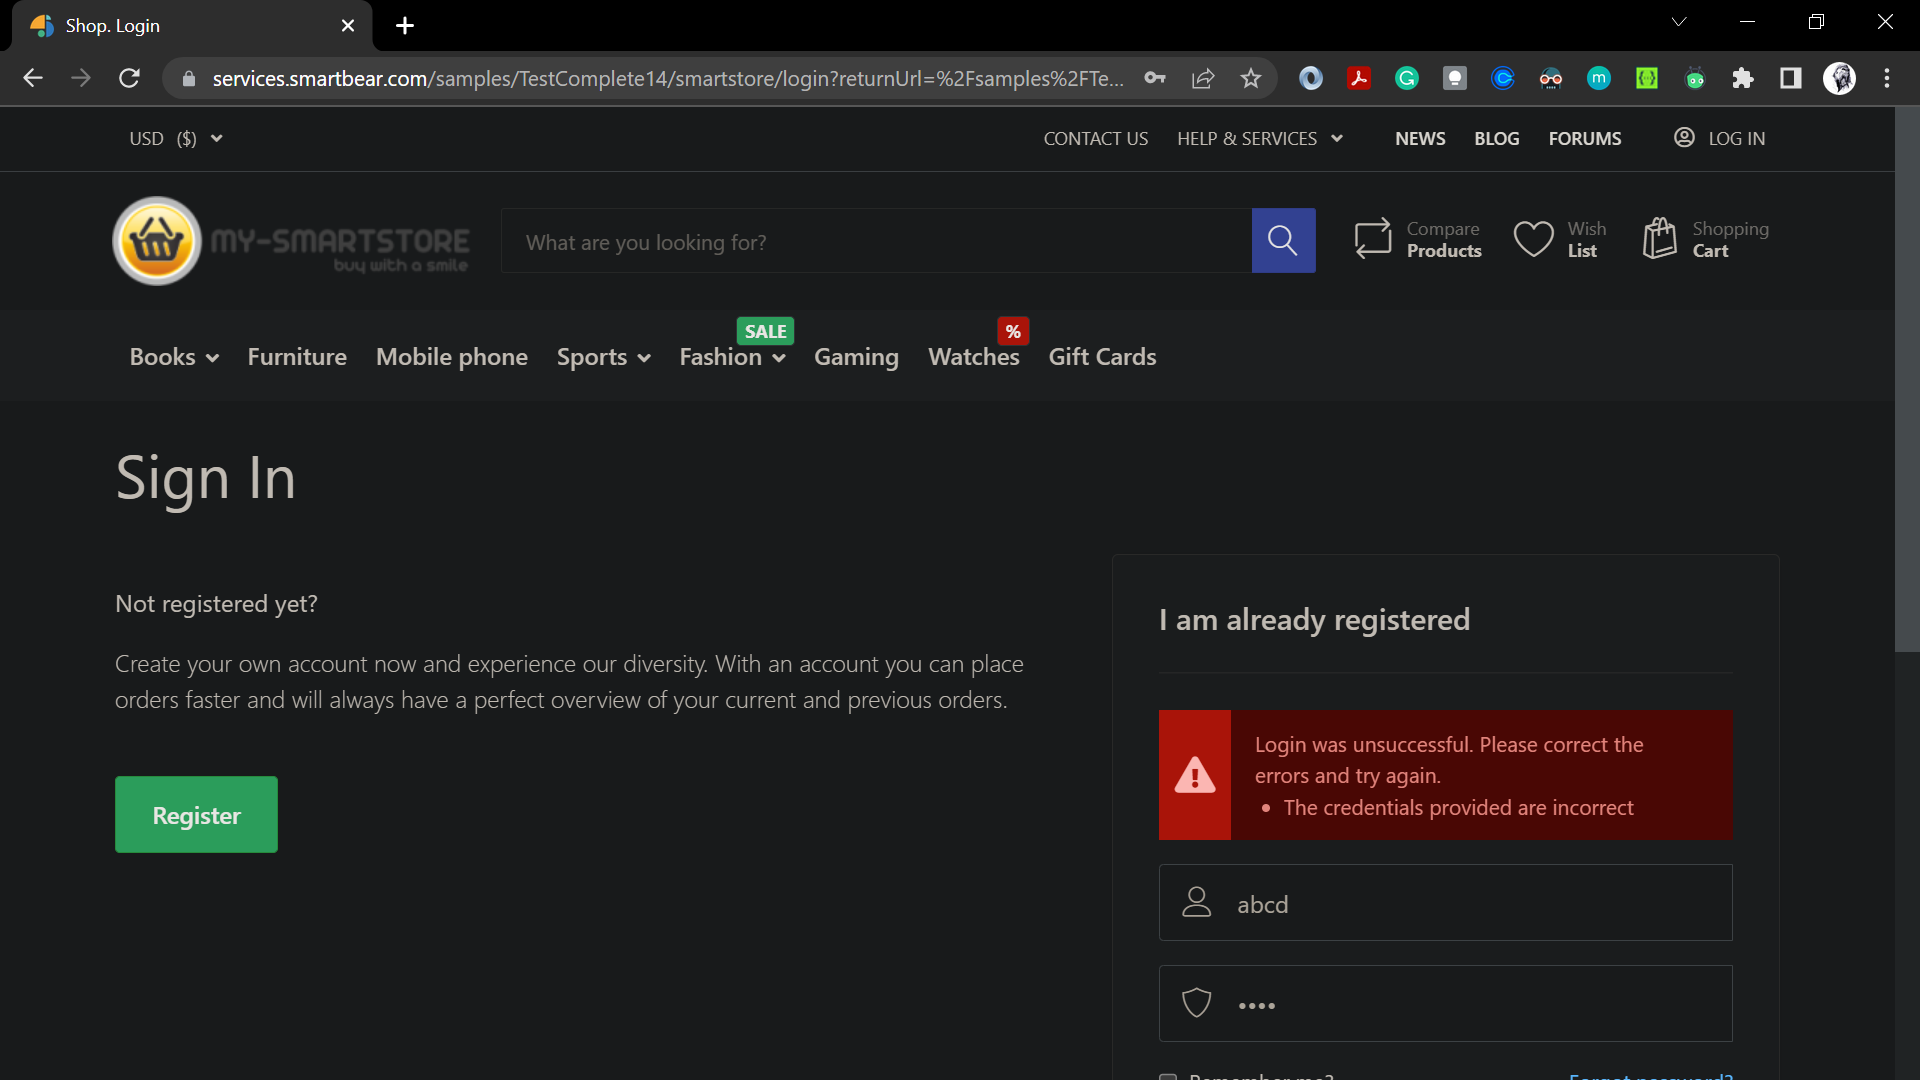 Shop. Login
services.smartbear.com/samples/TestComplete14/smartstore/login?returnUrl=%2Fsamples%2FTe...
USD ($)
CONTACT US
HELP & SERVICES
NEWS
BLOG
FORUMS
LOG IN
MY-SMARTSTORE
buy with a smile
What are you looking for?
Compare
Products
Wish
List
Shopping
Cart
SALE
%
Books
Furniture
Mobile phone
Sports
Fashion
Gaming
Watches
Gift Cards
Sign In
Not registered yet?
Create your own account now and experience our diversity. With an account you can place
orders faster and will always have a perfect overview of your current and previous orders.
Register
I am already registered
Login was unsuccessful. Please correct the
errors and try again.
• The credentials provided are incorrect
abcd
••••
Remember me?
Forgot password?